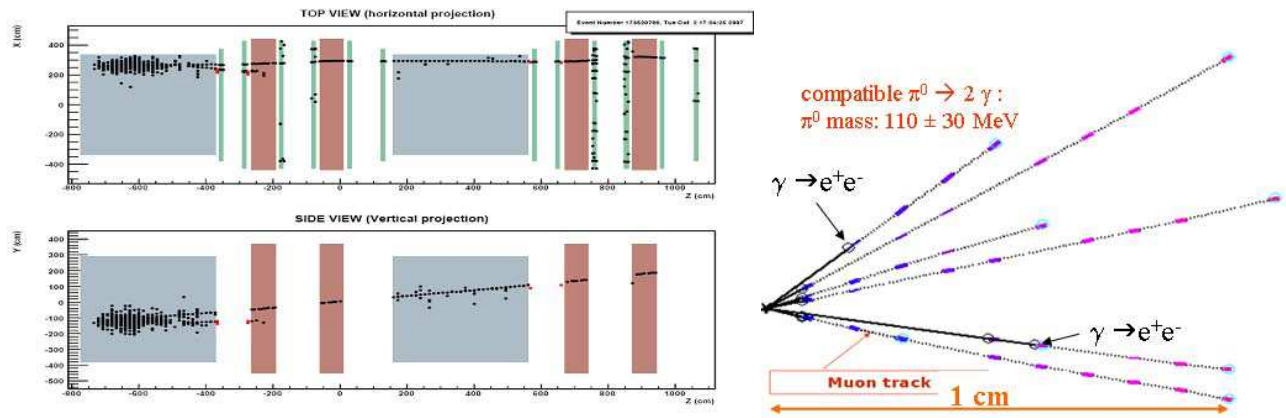 TOP VIEW (horizontal projection)
X (cm)
400
200
0
-200
-400
-800
-600
-400
-200
0
200
400
600
800
1000
Z (cm)
SIDE VIEW (Vertical projection)
Y (cm)
400
300
200
100
0
-100
-200
-300
-400
-500
-800
-600
-400
-200
0
200
400
600
800
1000
Z (cm)
compatible π⁰ → 2 γ :
π⁰ mass: 110 ± 30 MeV
γ → e⁺e⁻
γ → e⁺e⁻
Muon track
1 cm